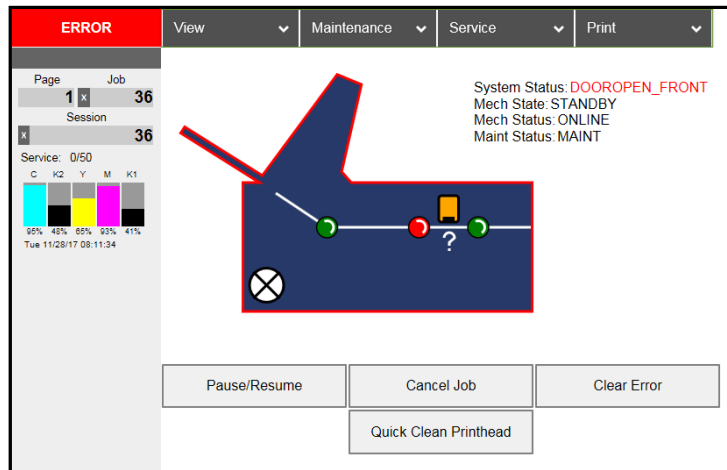 ERROR
View
Maintenance
Service
Print
Page Job
1 x 36
Session
x 36
Service: 0/50
C K2 Y M K1
95% 48% 65% 93% 41%
Tue 11/28/17 08:11:34
System Status: DOOROPEN_FRONT
Mech State: STANDBY
Mech Status: ONLINE
Maint Status: MAINT
?
Pause/Resume
Cancel Job
Clear Error
Quick Clean Printhead